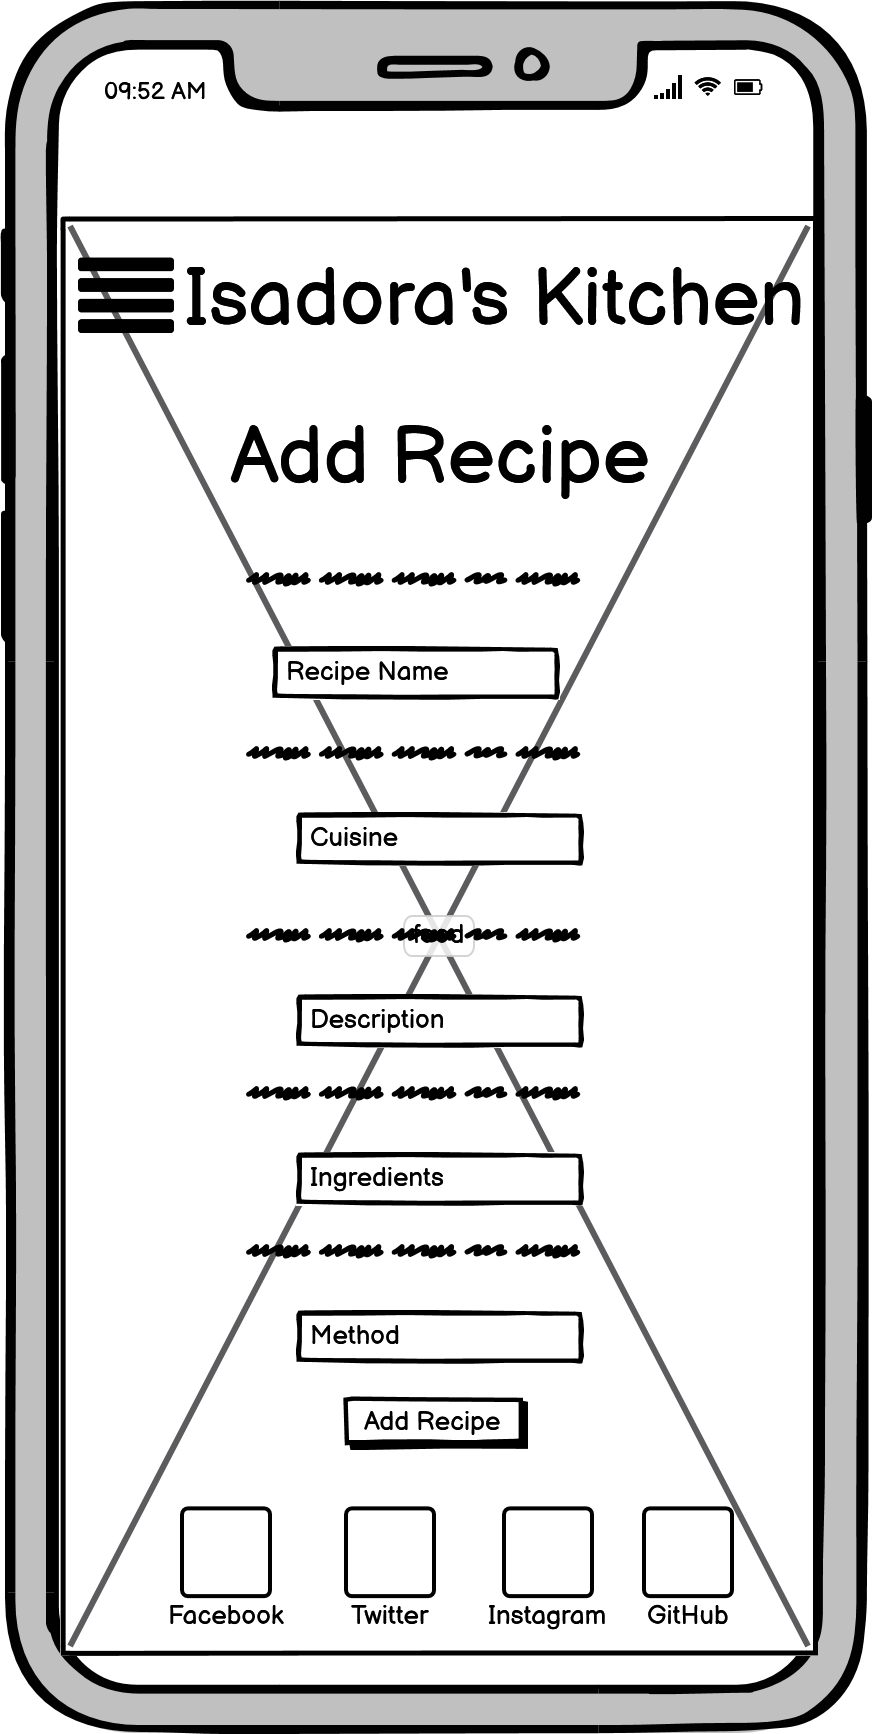 09:52 AM
Isadora's Kitchen
Add Recipe
Recipe Name
Cuisine
food
Description
Ingredients
Method
Add Recipe
Facebook Twitter Instagram GitHub